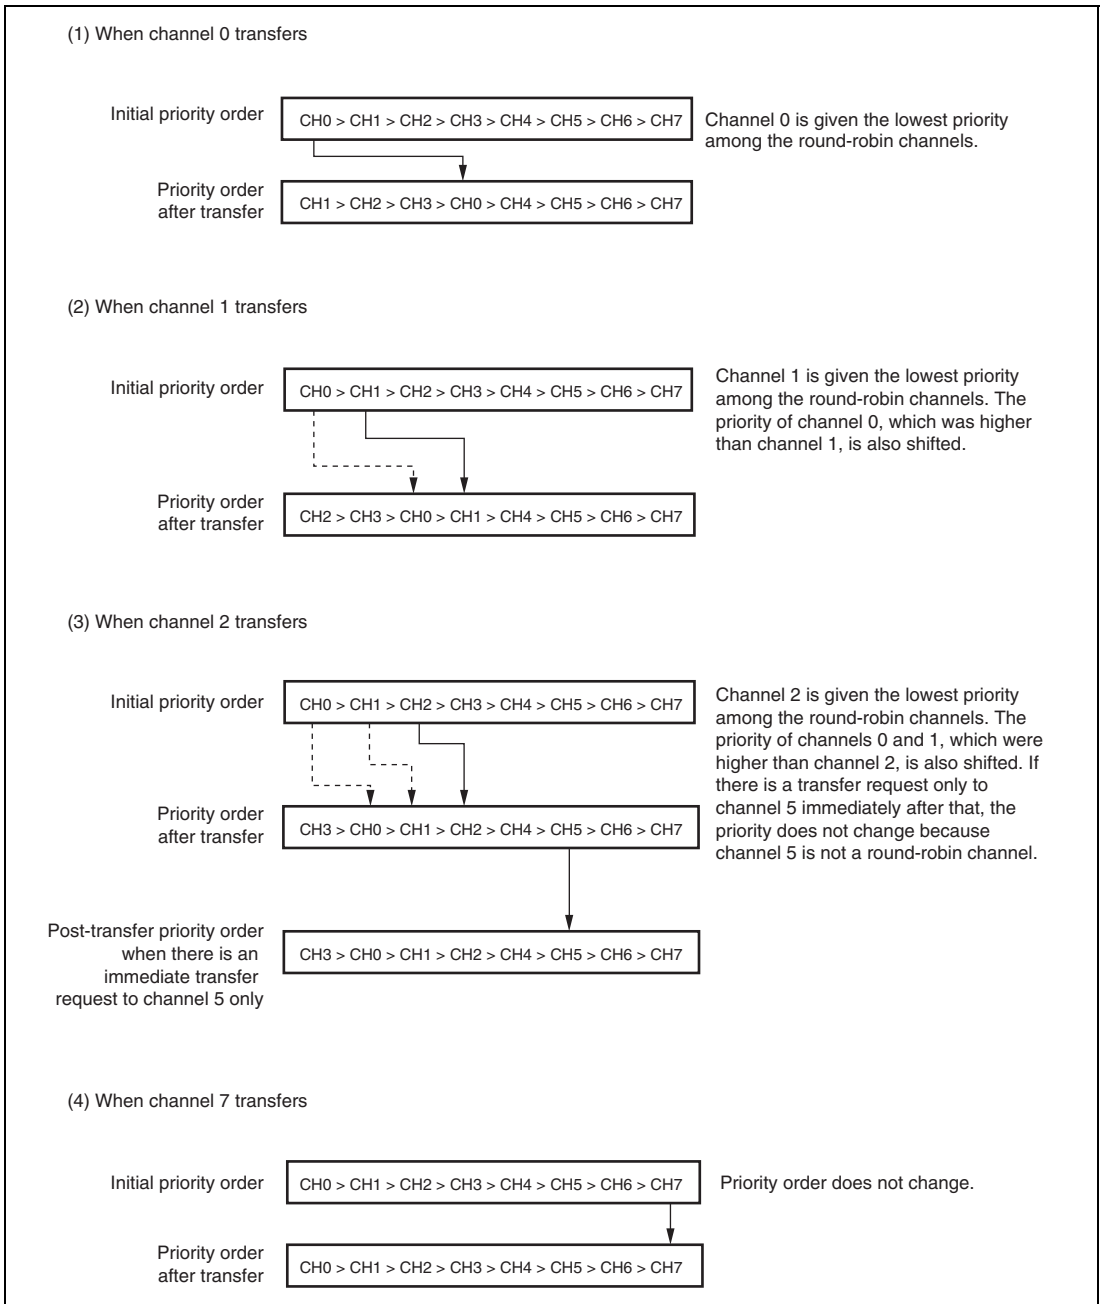 (1) When channel 0 transfers
Initial priority order
CH0 > CH1 > CH2 > CH3 > CH4 > CH5 > CH6 > CH7
Channel 0 is given the lowest priority
among the round-robin channels.
Priority order
after transfer
CH1 > CH2 > CH3 > CH0 > CH4 > CH5 > CH6 > CH7
(2) When channel 1 transfers
Initial priority order
CH0 > CH1 > CH2 > CH3 > CH4 > CH5 > CH6 > CH7
Channel 1 is given the lowest priority
among the round-robin channels. The
priority of channel 0, which was higher
than channel 1, is also shifted.
Priority order
after transfer
CH2 > CH3 > CH0 > CH1 > CH4 > CH5 > CH6 > CH7
(3) When channel 2 transfers
Initial priority order
CH0 > CH1 > CH2 > CH3 > CH4 > CH5 > CH6 > CH7
Channel 2 is given the lowest priority
among the round-robin channels. The
priority of channels 0 and 1, which were
higher than channel 2, is also shifted. If
there is a transfer request only to
channel 5 immediately after that, the
priority does not change because
channel 5 is not a round-robin channel.
Priority order
after transfer
CH3 > CH0 > CH1 > CH2 > CH4 > CH5 > CH6 > CH7
Post-transfer priority order
when there is an
immediate transfer
request to channel 5 only
CH3 > CH0 > CH1 > CH2 > CH4 > CH5 > CH6 > CH7
(4) When channel 7 transfers
Initial priority order
CH0 > CH1 > CH2 > CH3 > CH4 > CH5 > CH6 > CH7
Priority order does not change.
Priority order
after transfer
CH0 > CH1 > CH2 > CH3 > CH4 > CH5 > CH6 > CH7